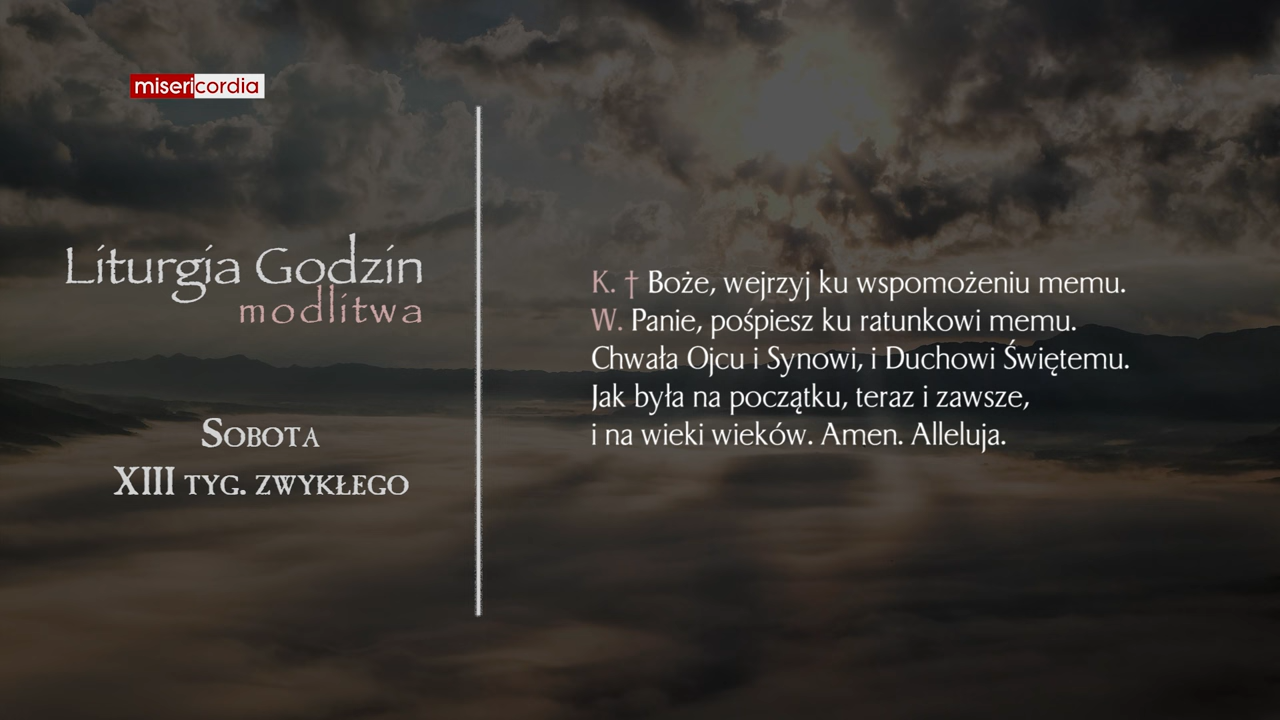 misericordia
Liturgia Godzin
modlitwa
Sobota
XIII tyg. zwykłego
K. † Boże, wejrzyj ku wspomożeniu memu.
W. Panie, pośpiesz ku ratunkowi memu.
Chwała Ojcu i Synowi, i Duchowi Świętemu.
Jak była na początku, teraz i zawsze,
i na wieki wieków. Amen. Alleluja.